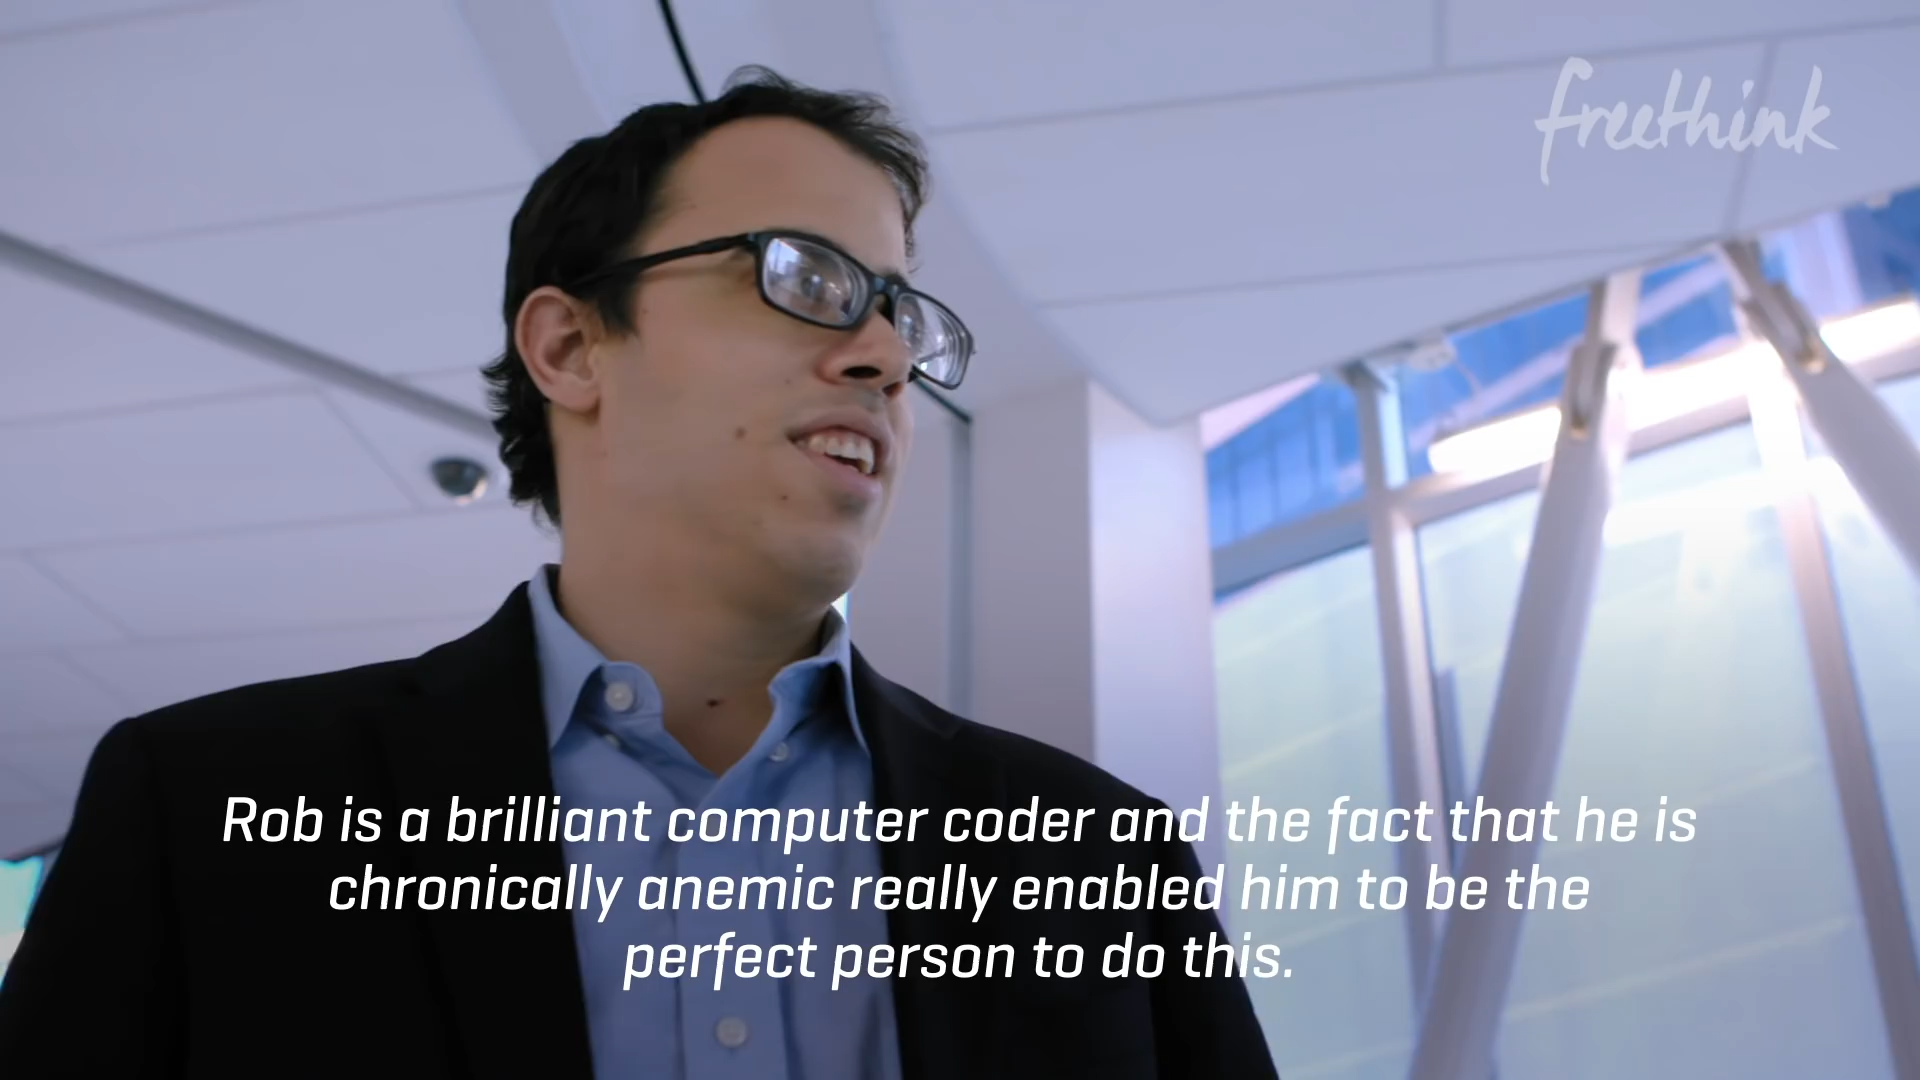 freethink
Rob is a brilliant computer coder and the fact that he is
chronically anemic really enabled him to be the
perfect person to do this.